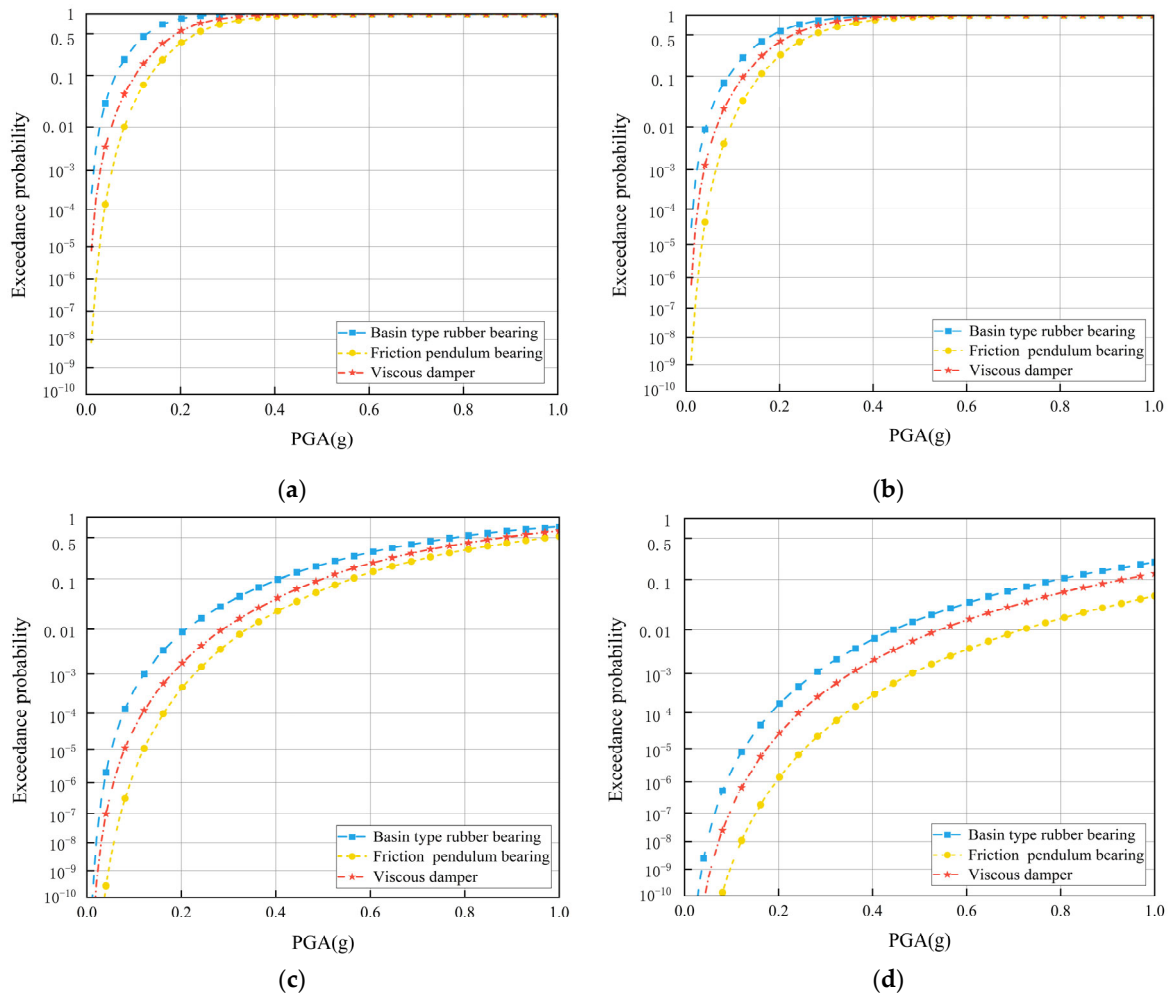 1
0.5
0.1
0.01
10⁻³
10⁻⁴
10⁻⁵
10⁻⁶
10⁻⁷
10⁻⁸
10⁻⁹
10⁻¹⁰
Exceedance probability
Basin type rubber bearing
Friction pendulum bearing
Viscous damper
0.0 0.2 0.4 0.6 0.8 1.0
PGA(g)
(a)
1
0.5
0.1
0.01
10⁻³
10⁻⁴
10⁻⁵
10⁻⁶
10⁻⁷
10⁻⁸
10⁻⁹
10⁻¹⁰
Exceedance probability
Basin type rubber bearing
Friction pendulum bearing
Viscous damper
0.0 0.2 0.4 0.6 0.8 1.0
PGA(g)
(b)
1
0.5
0.1
0.01
10⁻³
10⁻⁴
10⁻⁵
10⁻⁶
10⁻⁷
10⁻⁸
10⁻⁹
10⁻¹⁰
Exceedance probability
Basin type rubber bearing
Friction pendulum bearing
Viscous damper
0.0 0.2 0.4 0.6 0.8 1.0
PGA(g)
(c)
1
0.5
0.1
0.01
10⁻³
10⁻⁴
10⁻⁵
10⁻⁶
10⁻⁷
10⁻⁸
10⁻⁹
10⁻¹⁰
Exceedance probability
Basin type rubber bearing
Friction pendulum bearing
Viscous damper
0.0 0.2 0.4 0.6 0.8 1.0
PGA(g)
(d)